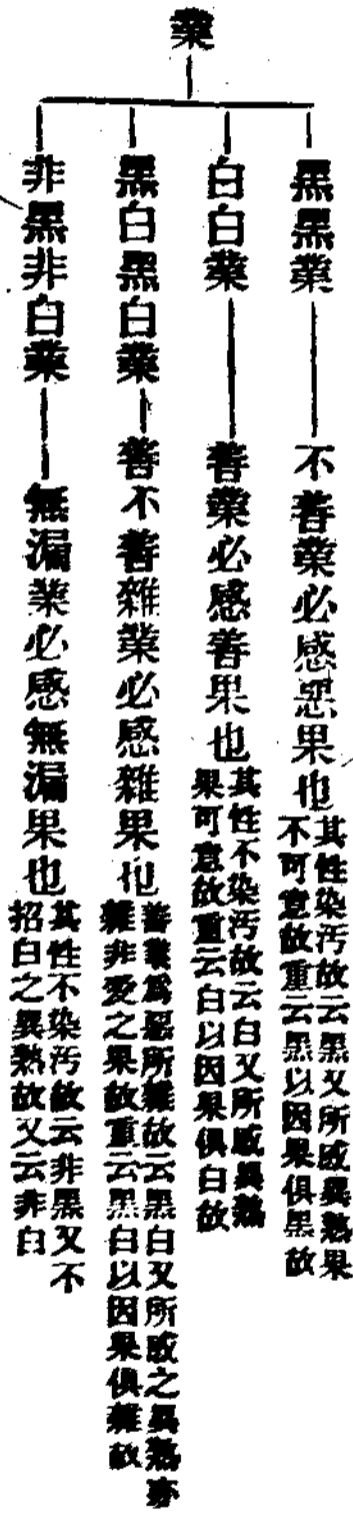 業
黑黑業
不善業必感惡果也
其性染汚故云黑又所感異熟果
不可意故重云黑以因果俱黑故
白白業
善業必感善果也
其性不染汚故云白又所感異熟
果可意故重云白以因果俱白故
黑白黑白業
善不善雜業必感雜果也
善業爲惡所雜故云黑白又所感之異熟亦
雜非愛之果故重云黑白以因果俱雜故
非黑非白業
無漏業必感無漏果也
其性不染汚故云非黑又不
招白之異熟故又云非白